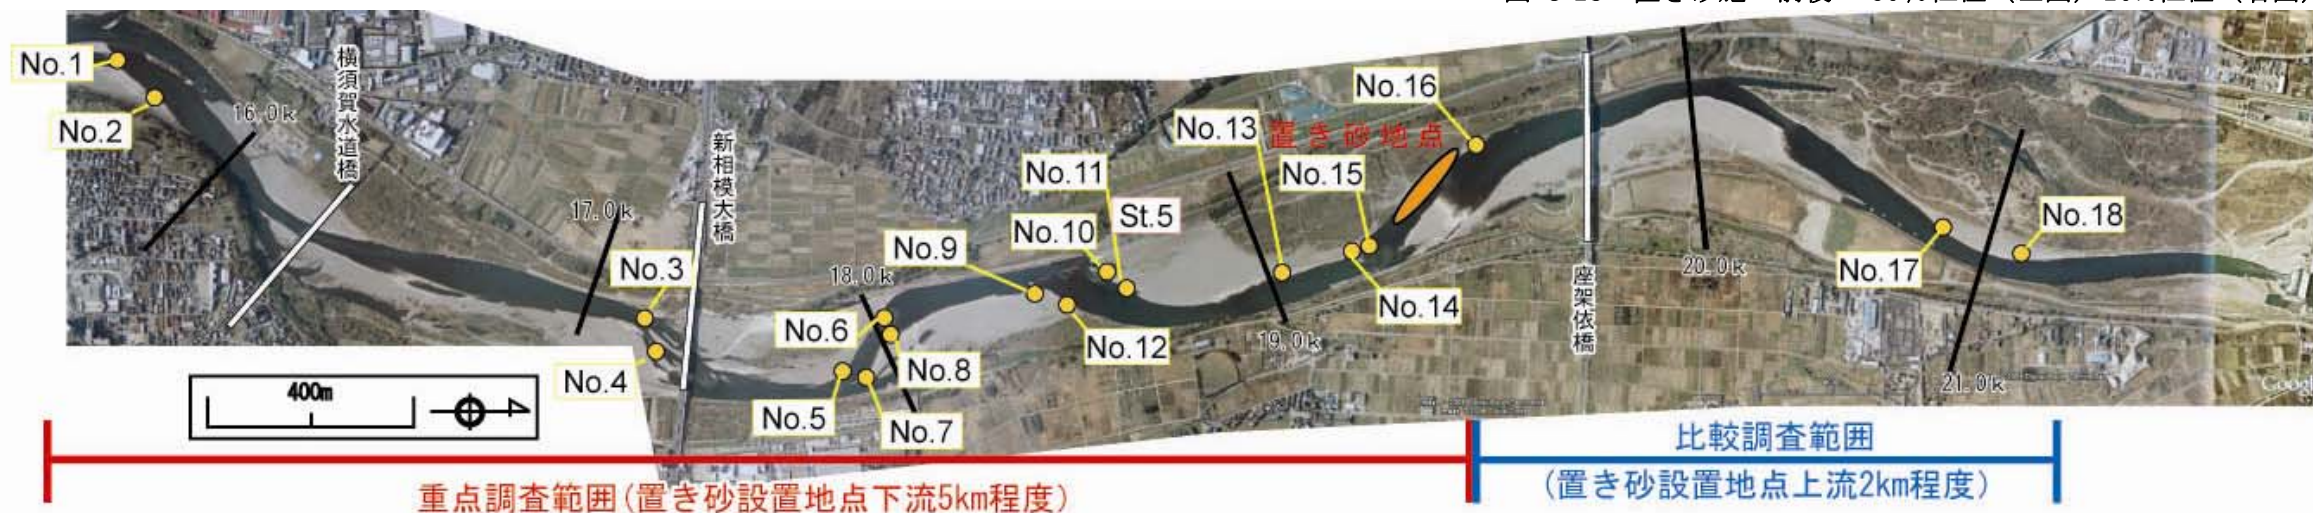 No.1
No.2
16.0k
横須賀水道橋
17.0k
No.3
No.4
新相模大橋
18.0k
No.5
No.6
No.7
No.8
No.9
No.10
No.11
St.5
No.12
No.13
19.0k
置き砂地点
No.14
No.15
No.16
座架依橋
20.0k
No.17
21.0k
No.18
400m
重点調査範囲(置き砂設置地点下流5km程度)
比較調査範囲
(置き砂設置地点上流2km程度)